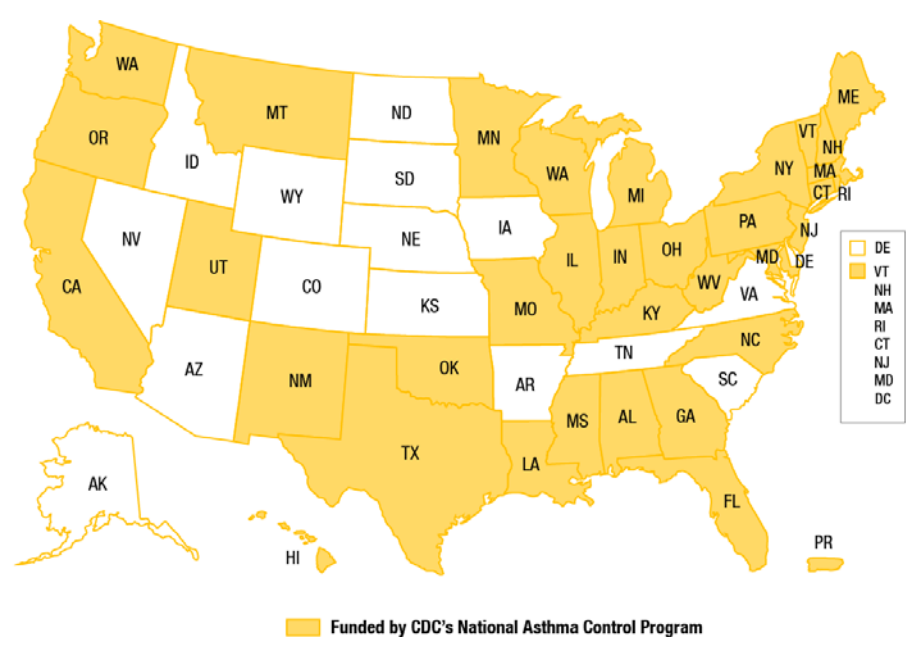 WA
MT
ND
MN
ME
OR
ID
SD
WA
VT
NH
WY
MI
NY
MA
CT
RI
NV
NE
IA
PA
NJ
UT
CO
KS
IL
IN
OH
WV
MD
DE
VA
CA
MO
KY
AZ
NM
OK
AR
TN
NC
SC
TX
LA
MS
AL
GA
FL
AK
HI
PR
DE
VT
NH
MA
RI
CT
NJ
MD
DC
Funded by CDC's National Asthma Control Program